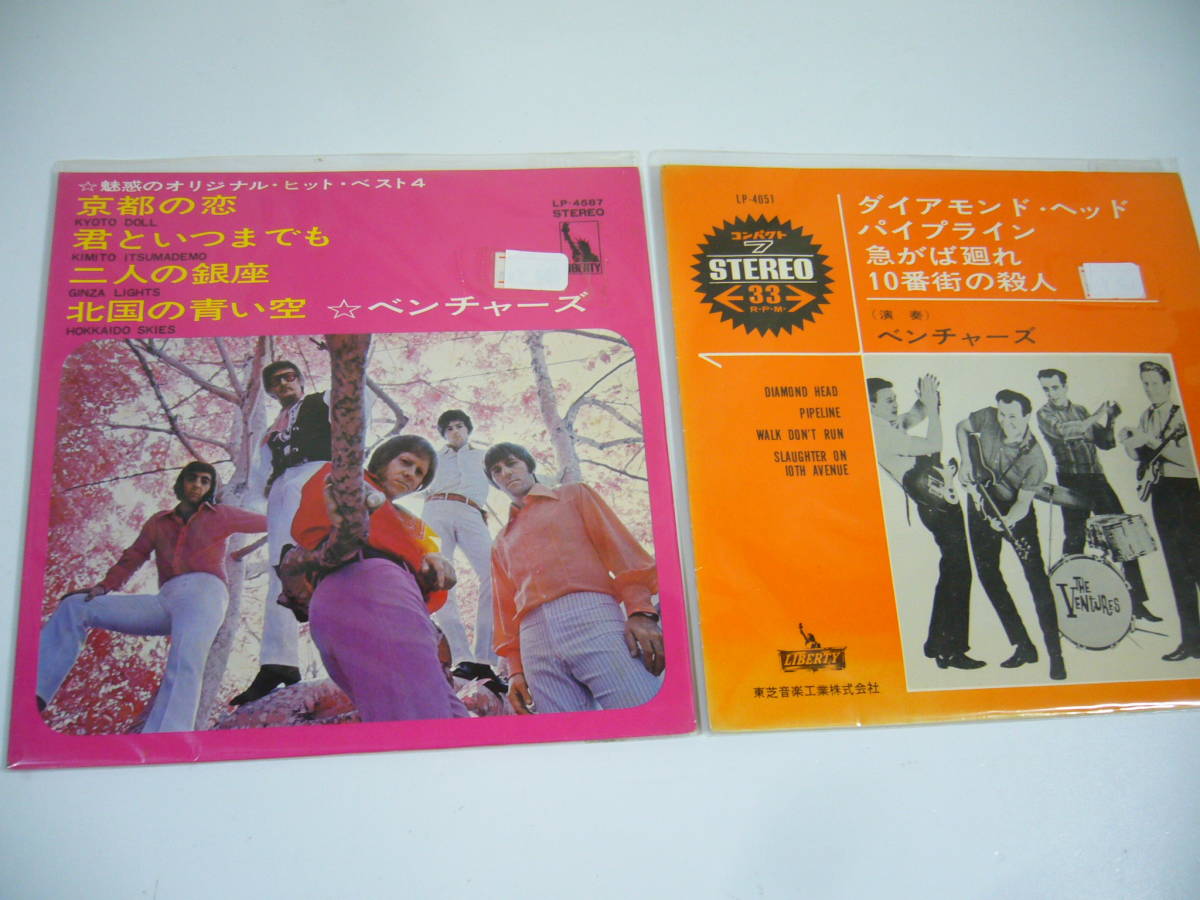 ☆魅惑のオリジナル・ヒット・ベスト4
京都の恋
KYOTO DOLL
君といつまでも
KIMITO ITSUMADEMO
二人の銀座
GINZA LIGHTS
北国の青い空
HOKKAIDO SKIES
☆ベンチャーズ
LP-4687
STEREO
LIBERTY
LP-4651
コンパクト
7
STEREO
33
R・P・M・
ダイアモンド・ヘッド
パイプライン
急がば廻れ
10番街の殺人
(演奏)
ベンチャーズ
DIAMOND HEAD
PIPELINE
WALK DON'T RUN
SLAUGHTER ON
10TH AVENUE
THE
VENTURES
LIBERTY
東芝音楽工業株式会社